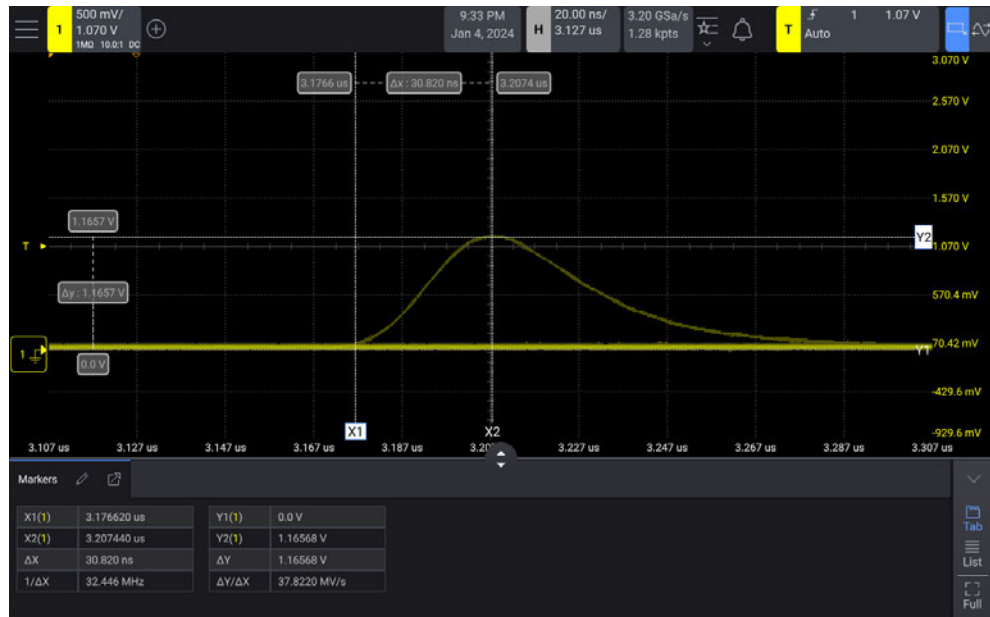 1
500 mV/
1.070 V
1MΩ 10.0:1 DC
9:33 PM
Jan 4, 2024
H
20.00 ns/
3.127 us
3.20 GSa/s
1.28 kpts
T
1
1.07 V
Auto
3.070 V
3.1766 us
Δx : 30.820 ns
3.2074 us
2.570 V
2.070 V
1.570 V
1.1657 V
Y2
T
1.070 V
Δy : 1.1657 V
570.4 mV
1
70.42 mV
Y1
0.0 V
-429.6 mV
X1
X2
-929.6 mV
3.107 us
3.127 us
3.147 us
3.167 us
3.187 us
3.227 us
3.247 us
3.267 us
3.287 us
3.307 us
Markers
X1(1) 3.176620 us Y1(1) 0.0 V
X2(1) 3.207440 us Y2(1) 1.16568 V
ΔX 30.820 ns ΔY 1.16568 V
1/ΔX 32.446 MHz ΔY/ΔX 37.8220 MV/s
Tab
List
Full